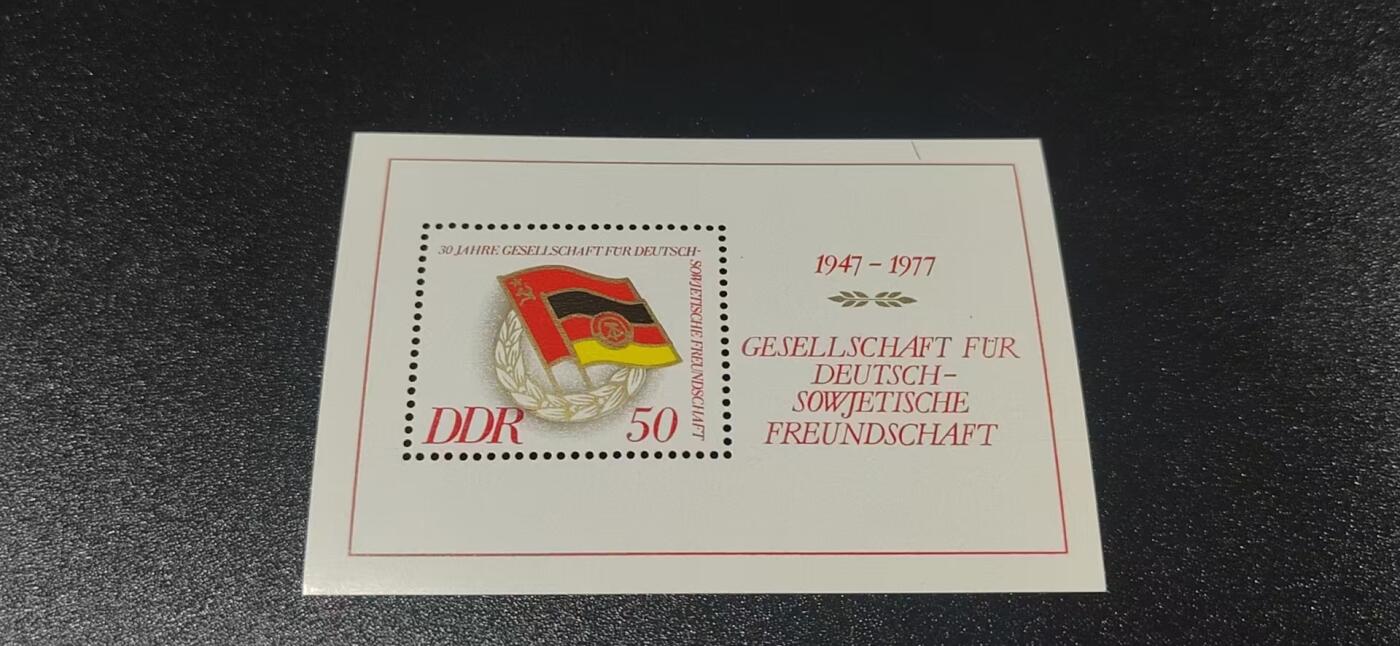 30 JAHRE GESELLSCHAFT FÜR DEUTSCH-
SOWJETISCHE FREUNDSCHAFT
DDR
50
1947 – 1977
GESELLSCHAFT FÜR
DEUTSCH-
SOWJETISCHE
FREUNDSCHAFT